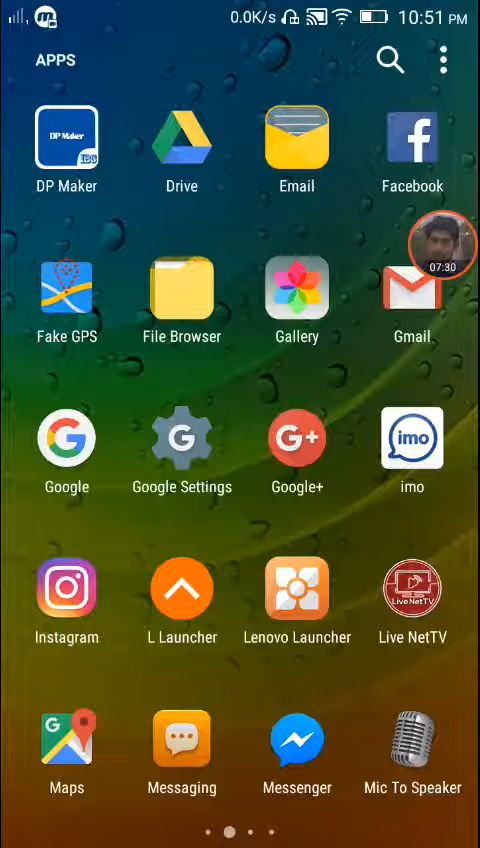 0.0K/s 10:51 PM
APPS
DP Maker
DP Maker Drive Email Facebook
07:30
Fake GPS File Browser Gallery Gmail
G G G+ imo
Google Google Settings Google+ imo
Live NetTV
Instagram L Launcher Lenovo Launcher Live NetTV
G
Maps Messaging Messenger Mic To Speaker